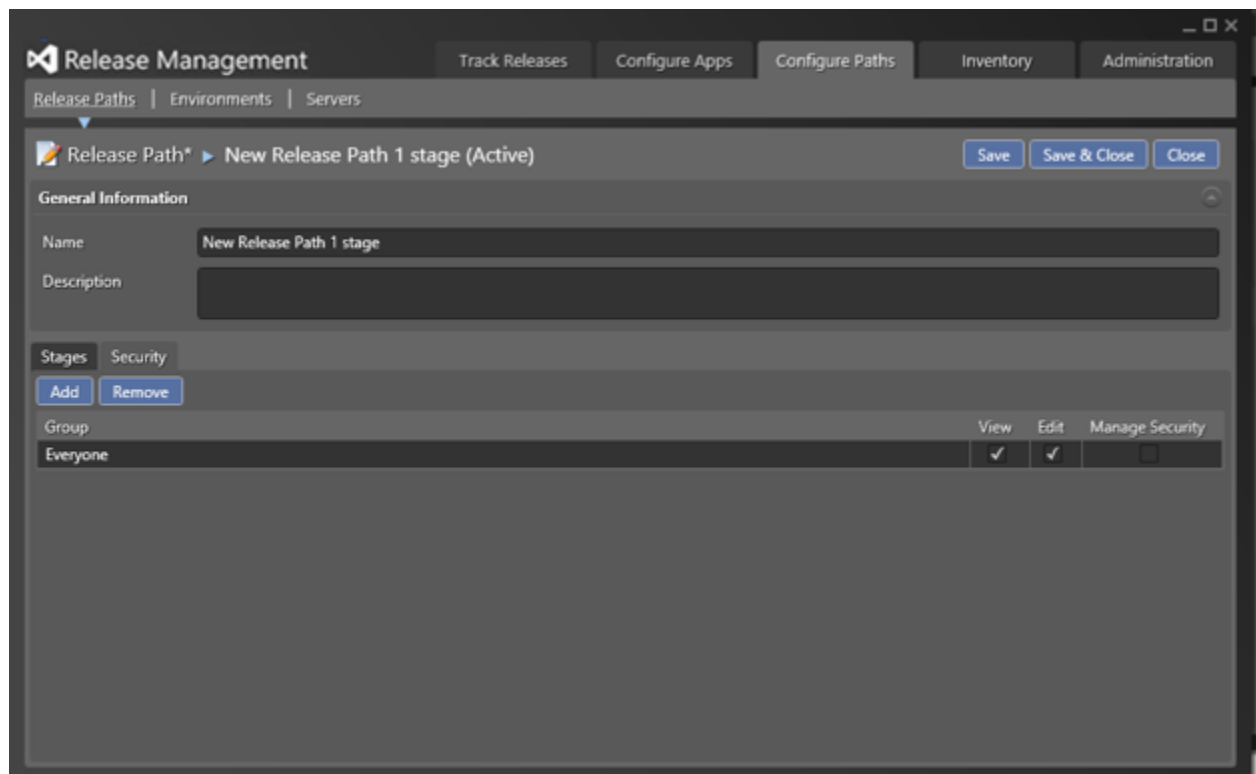 Release Management Track Releases Configure Apps Configure Paths Inventory Administration
Release Paths | Environments | Servers
Release Path* ▶ New Release Path 1 stage (Active) Save Save & Close Close
General Information
Name New Release Path 1 stage
Description
Stages Security
Add Remove
Group View Edit Manage Security
Everyone